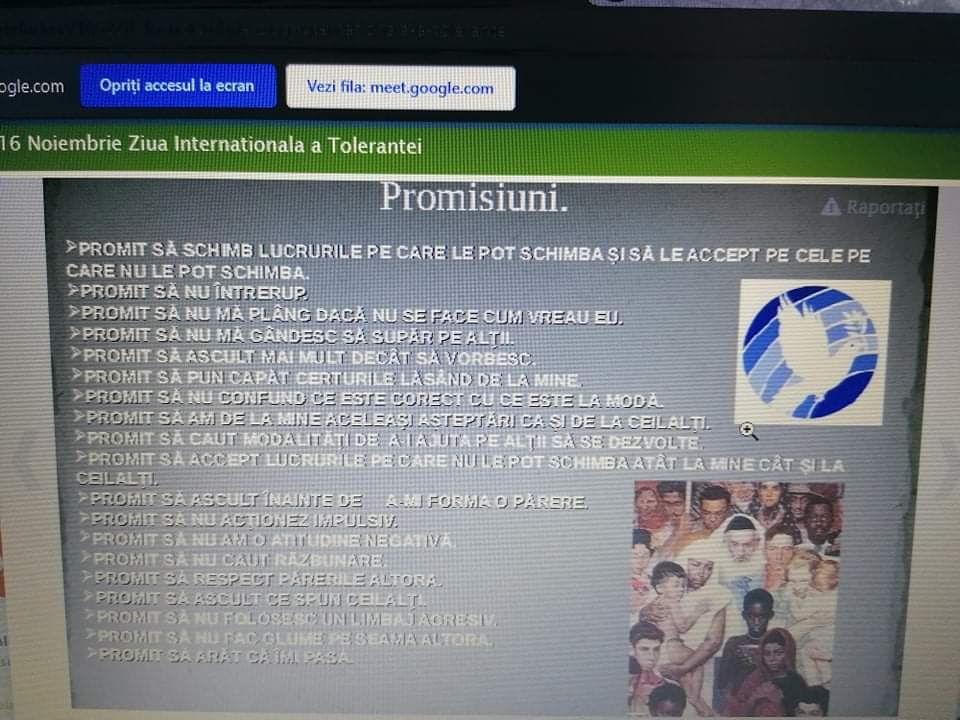 ogle.com
Opriți accesul la ecran
Vezi fila: meet.google.com
16 Noiembrie Ziua Internationala a Tolerantei
Promisiuni.
Raportați
➢PROMIT SĂ SCHIMB LUCRURILE PE CARE LE POT SCHIMBA ȘI SĂ LE ACCEPT PE CELE PE
CARE NU LE POT SCHIMBA.
➢PROMIT SĂ NU ÎNTRERUP.
➢PROMIT SĂ NU MĂ PLÂNG DACĂ NU SE FACE CUM VREAU EU.
➢PROMIT SĂ NU MĂ GÂNDESC SĂ SUPĂR PE ALȚII.
➢PROMIT SĂ ASCULT MAI MULT DECÂT SĂ VORBESC.
➢PROMIT SĂ PUN CAPĂT CERTURILE LĂSÂND DE LA MINE.
➢PROMIT SĂ NU CONFUND CE ESTE CORECT CU CE ESTE LA MODĂ.
➢PROMIT SĂ AM DE LA MINE ACELEAȘI ASTEPTĂRI CA ȘI DE LA CEILALȚI.
➢PROMIT SĂ CAUT MODALITĂȚI DE A-I AJUTA PE ALȚII SĂ SE DEZVOLTE.
➢PROMIT SĂ ACCEPT LUCRURILE PE CARE NU LE POT SCHIMBA ATÂT LA MINE CÂT ȘI LA
CEILALȚI.
➢PROMIT SĂ ASCULT ÎNAINTE DE A-MI FORMA O PĂRERE.
➢PROMIT SĂ NU ACȚIONEZ IMPULSIV.
➢PROMIT SĂ NU AM O ATITUDINE NEGATIVĂ.
➢PROMIT SĂ NU CAUT RĂZBUNARE.
➢PROMIT SĂ RESPECT PĂRERILE ALTORA.
➢PROMIT SĂ ASCULT CE SPUN CEILALȚI.
➢PROMIT SĂ NU FOLOSESC UN LIMBAJ AGRESIV.
➢PROMIT SĂ NU FAC GLUME PE SEAMA ALTORA.
➢PROMIT SĂ ARĂT CĂ ÎMI PASĂ.